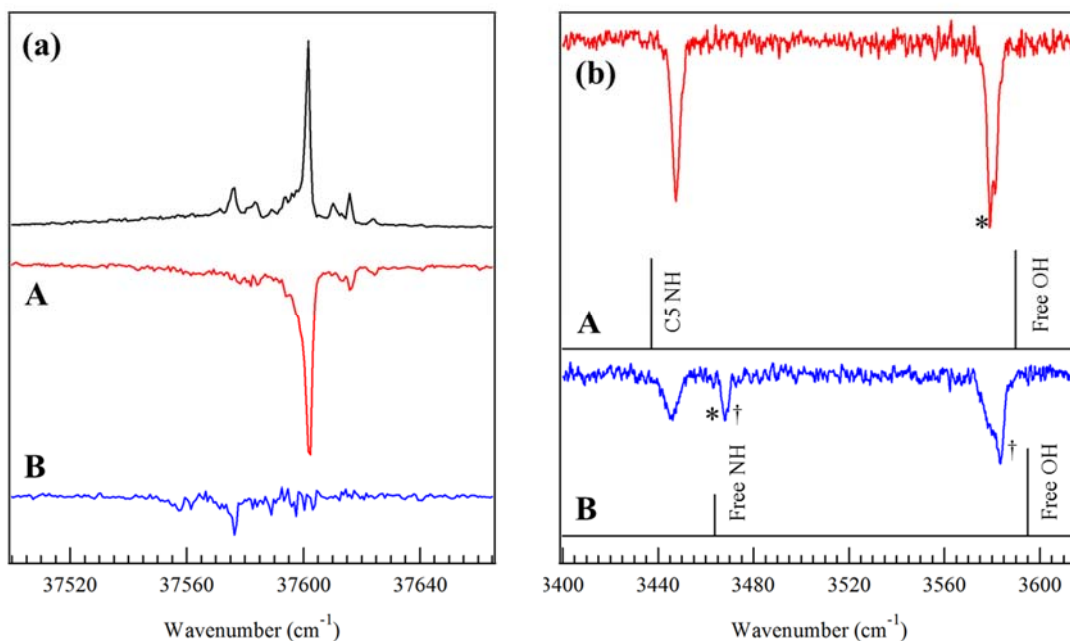 (a)
A
B
37520 37560 37600 37640
Wavenumber (cm⁻¹)
(b)
*
C5 NH
Free OH
A
* †
†
Free NH
Free OH
B
3400 3440 3480 3520 3560 3600
Wavenumber (cm⁻¹)